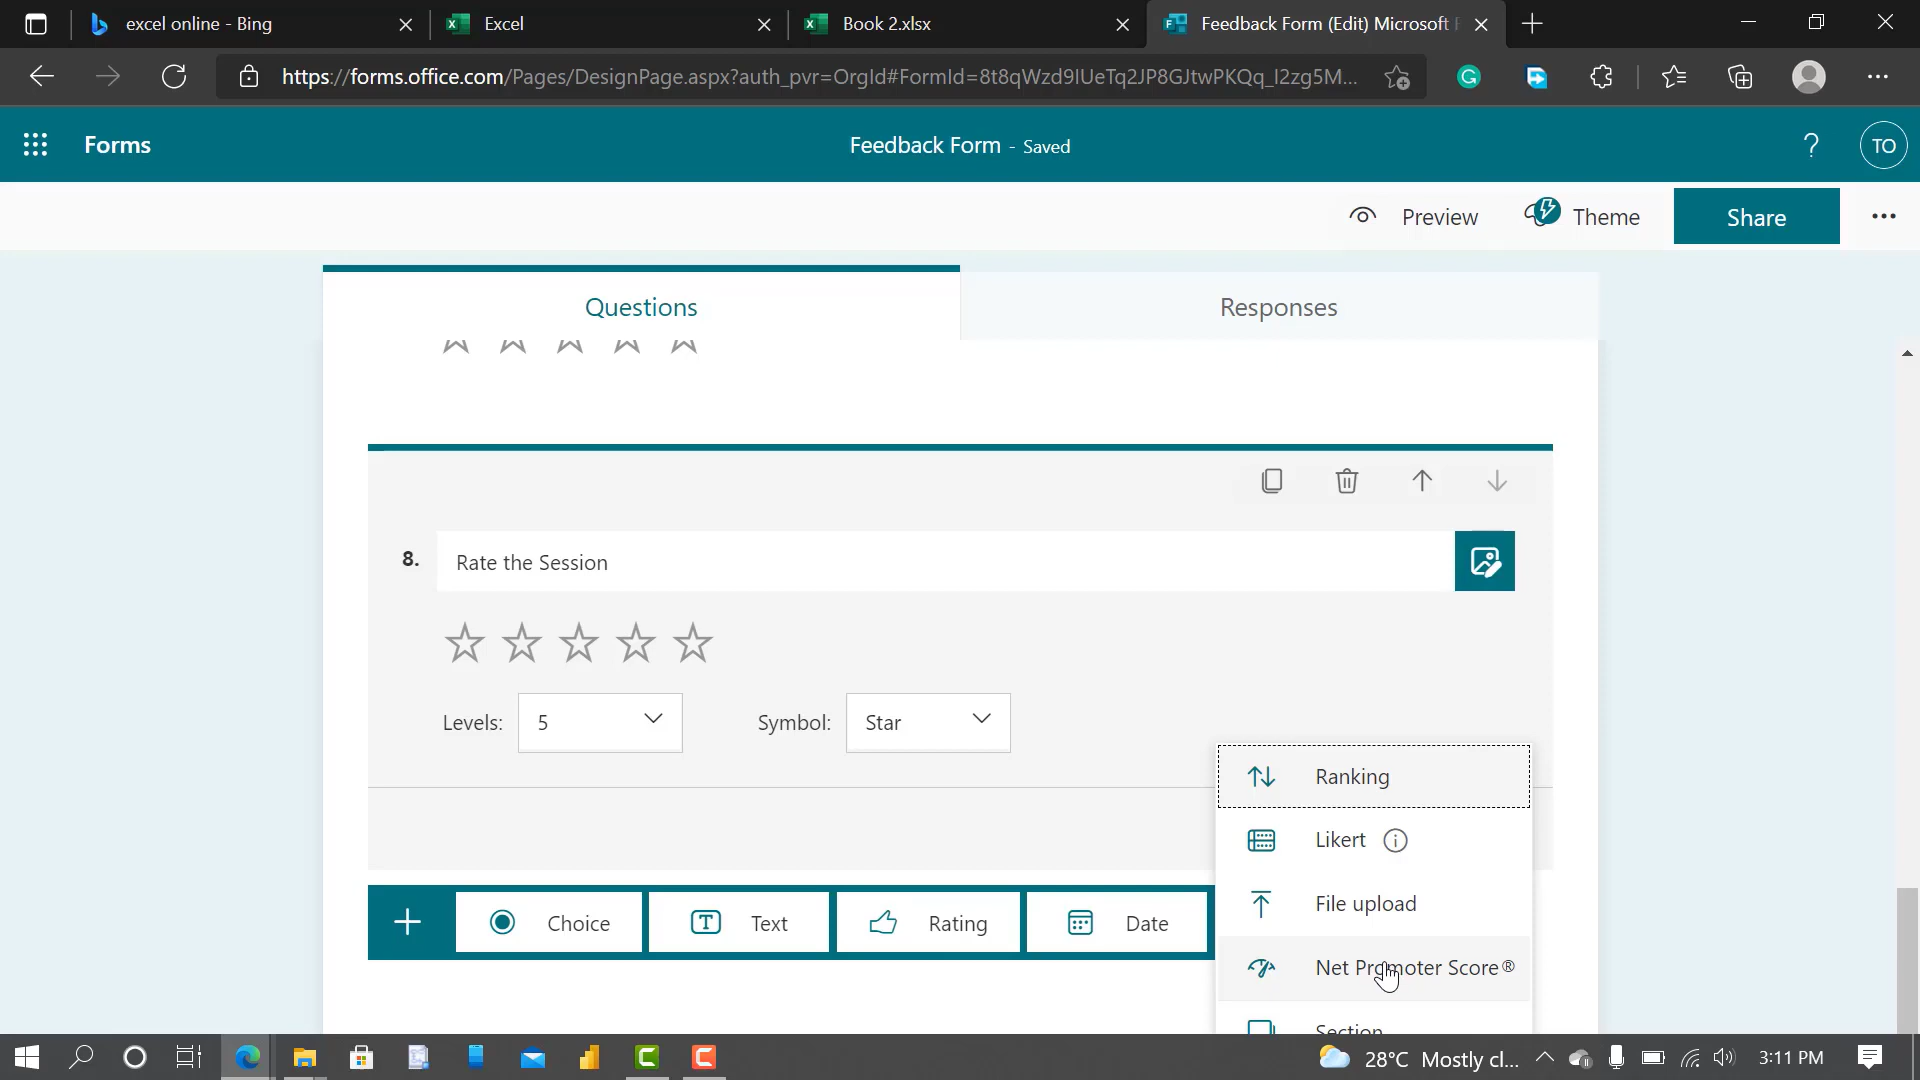 excel online - Bing
Excel
Book 2.xlsx
Feedback Form (Edit) Microsoft F
https://forms.office.com/Pages/DesignPage.aspx?auth_pvr=OrgId#FormId=8t8qWzd9lUeTq2JP8GJtwPKQq_I2zg5M...
Forms
Feedback Form - Saved
?
TO
Preview
Theme
Share
Questions
Responses
8.
Rate the Session
Levels:
5
Symbol:
Star
Ranking
Likert
File upload
Net Promoter Score®
Section
Choice
Text
Rating
Date
28°C Mostly cl...
3:11 PM